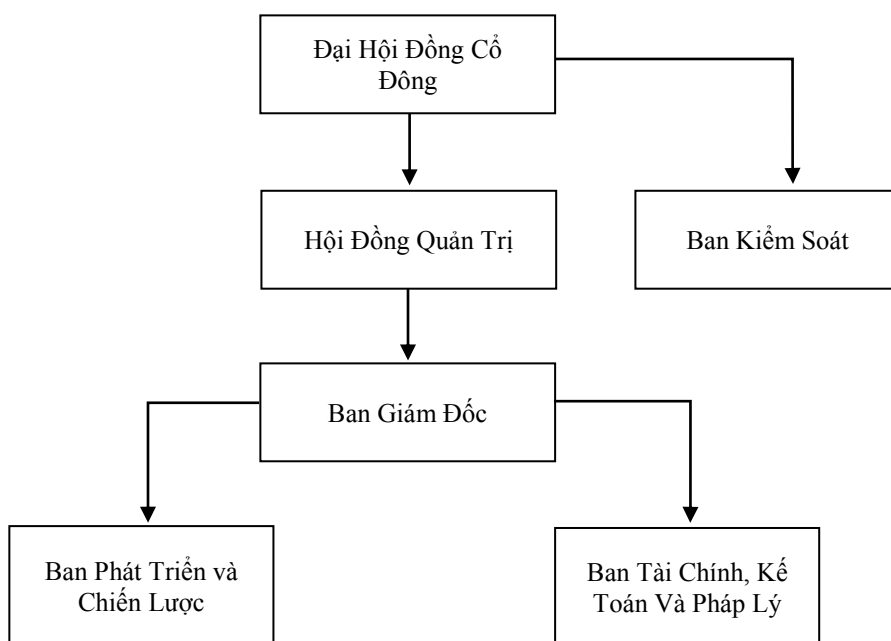 Đại Hội Đồng Cổ
Đông
Hội Đồng Quản Trị
Ban Kiểm Soát
Ban Giám Đốc
Ban Phát Triển và
Chiến Lược
Ban Tài Chính, Kế
Toán Và Pháp Lý